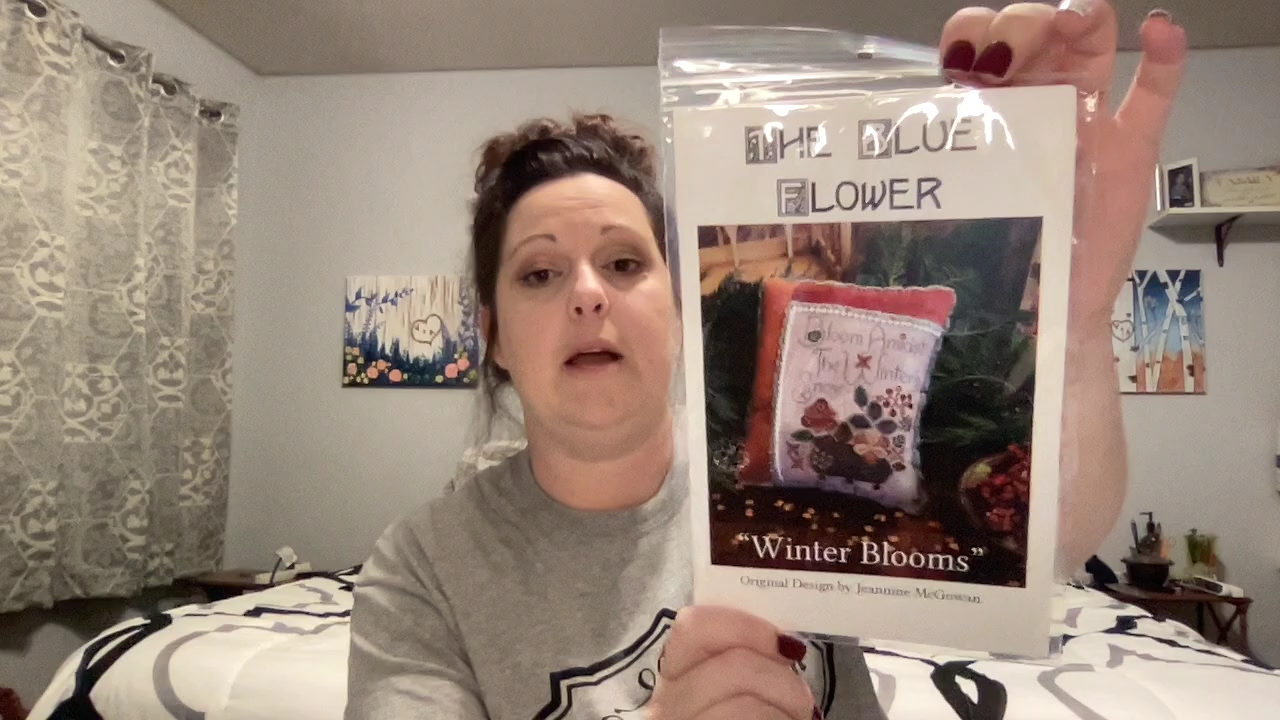 THE BLUE
FLOWER
Bloom Amidst
The Winter
Snow
"Winter Blooms"
Original Design by Jeannine McGowan